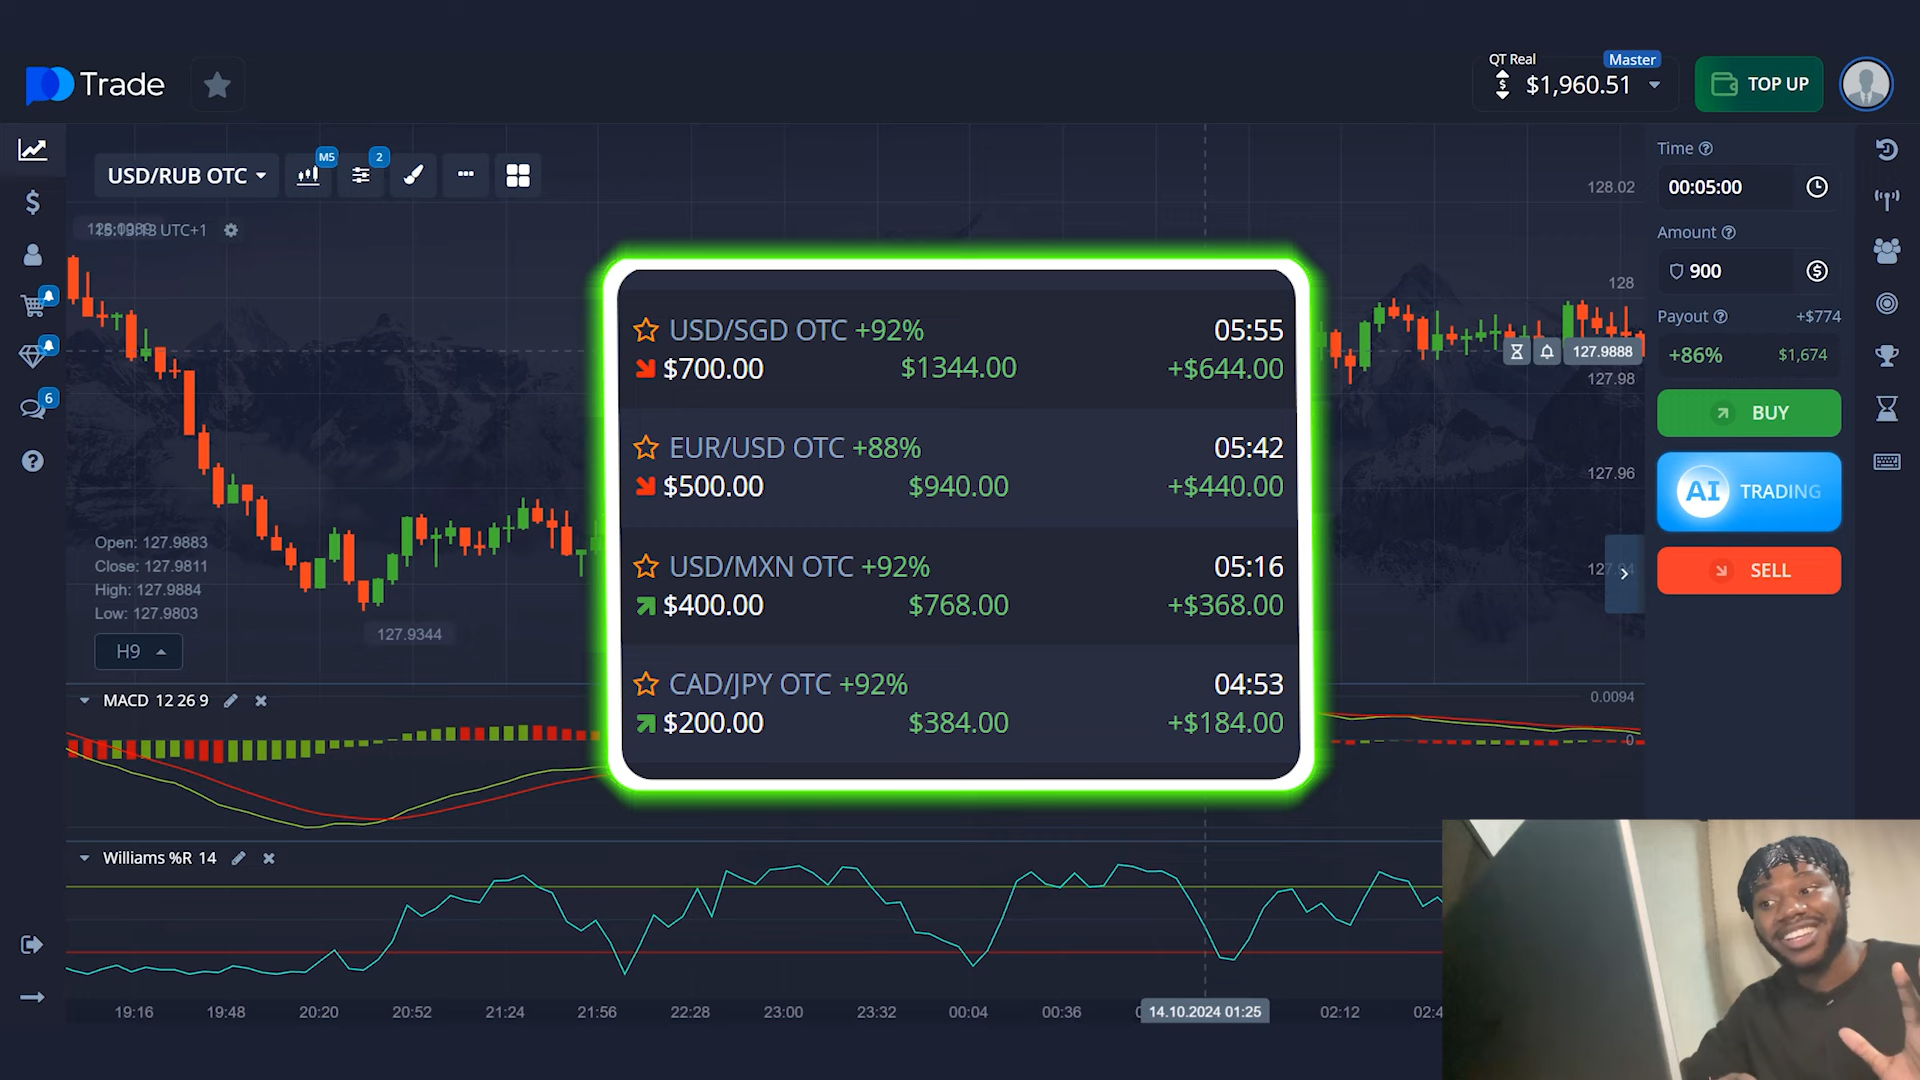 Trade
QT Real
Master
$1,960.51
TOP UP
USD/RUB OTC
M5
2
UTC+1
128.02
128
127.9888
127.98
127.96
Time
00:05:00
Amount
900
Payout
+$774
+86%
$1,674
BUY
AI TRADING
SELL
6
USD/SGD OTC +92% 05:55
$700.00 $1344.00 +$644.00
EUR/USD OTC +88% 05:42
$500.00 $940.00 +$440.00
USD/MXN OTC +92% 05:16
$400.00 $768.00 +$368.00
CAD/JPY OTC +92% 04:53
$200.00 $384.00 +$184.00
Open: 127.9883
Close: 127.9811
High: 127.9884
Low: 127.9803
H9
127.9344
MACD 12 26 9
0.0094
0
Williams %R 14
19:16 19:48 20:20 20:52 21:24 21:56 22:28 23:00 23:32 00:04 00:36 14.10.2024 01:25 02:12